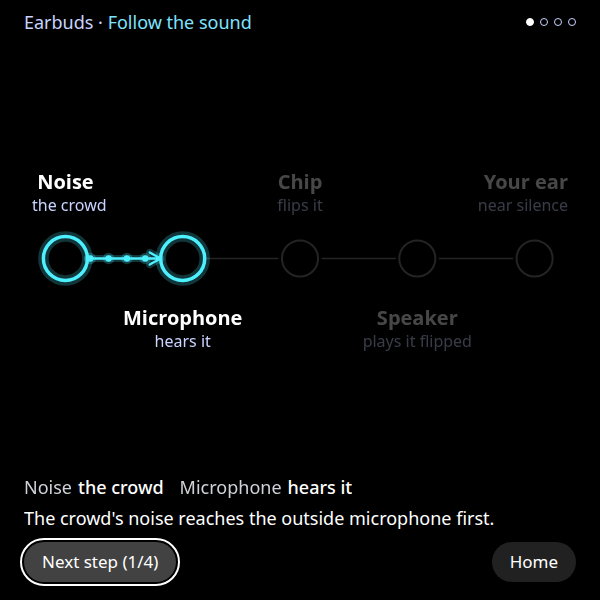 Earbuds · Follow the sound
Noise
the crowd
Chip
flips it
Your ear
near silence
Microphone
hears it
Speaker
plays it flipped
Noise the crowd Microphone hears it
The crowd's noise reaches the outside microphone first.
Next step (1/4)
Home